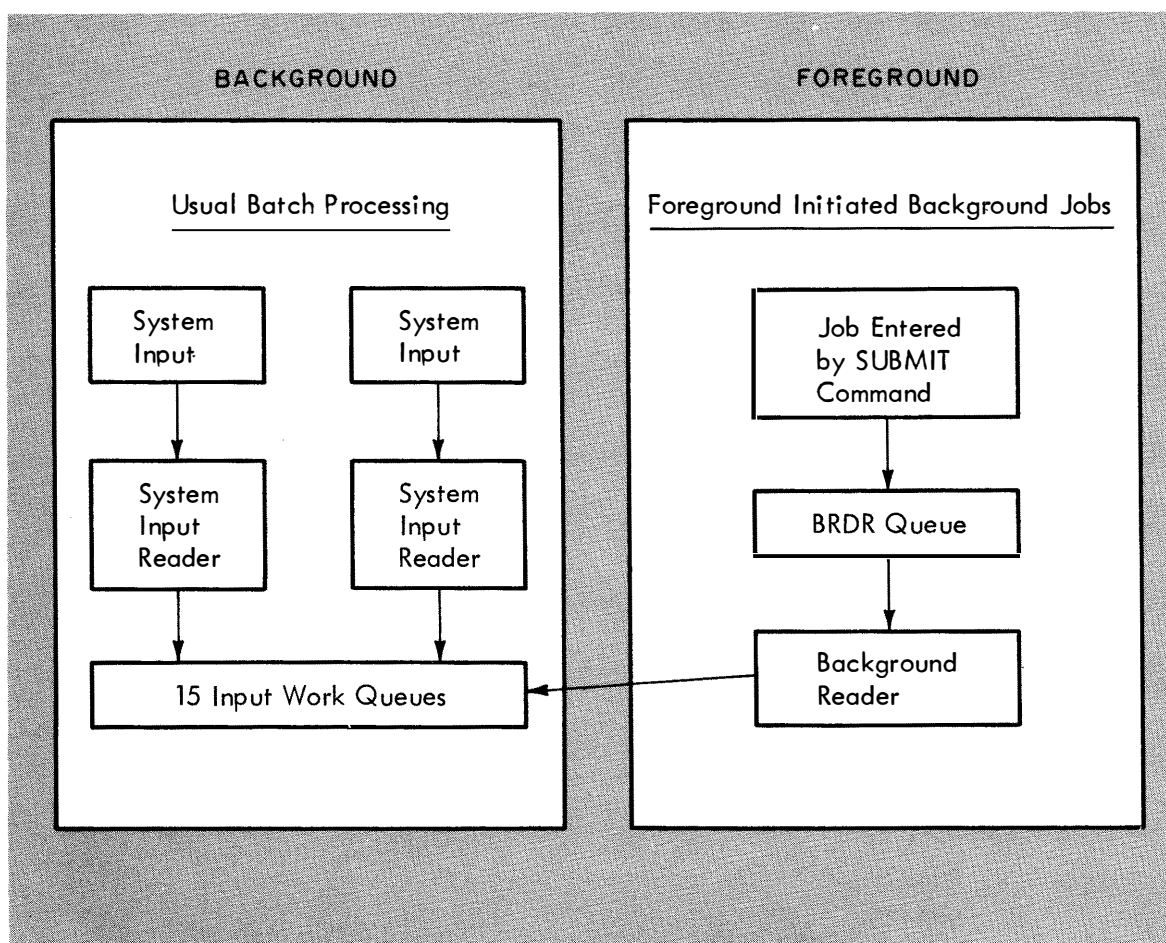 BACKGROUND
Usual Batch Processing
System
Input
System
Input
System
Input
Reader
System
Input
Reader
15 Input Work Queues
FOREGROUND
Foreground Initiated Background Jobs
Job Entered
by SUBMIT
Command
BRDR Queue
Background
Reader